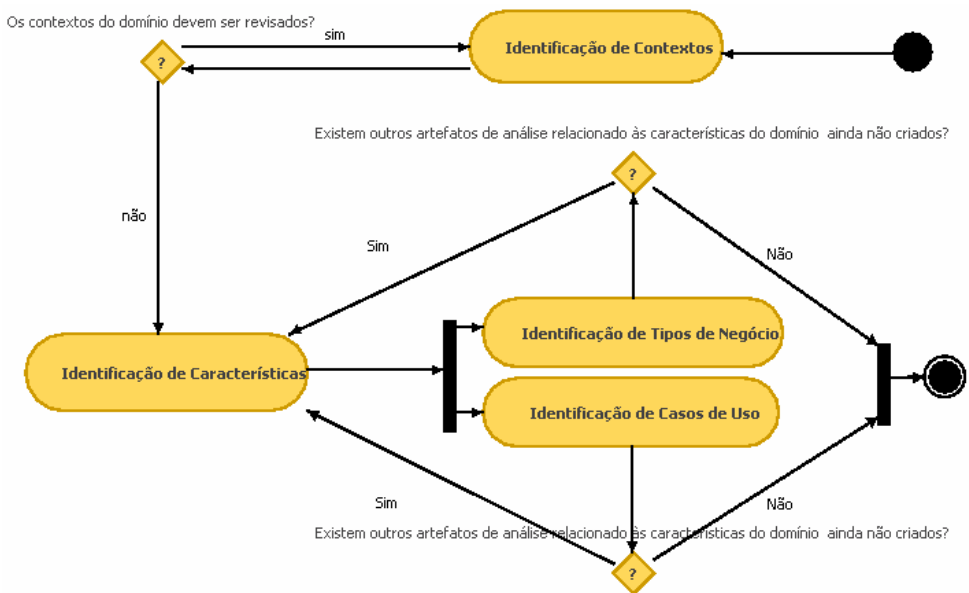 Os contextos do domínio devem ser revisados?
sim
Identificação de Contextos
?
Existem outros artefatos de análise relacionado às características do domínio ainda não criados?
?
não
Sim
Não
Identificação de Tipos de Negócio
Identificação de Características
Identificação de Casos de Uso
Sim
Não
Existem outros artefatos de análise relacionado às características do domínio ainda não criados?
?